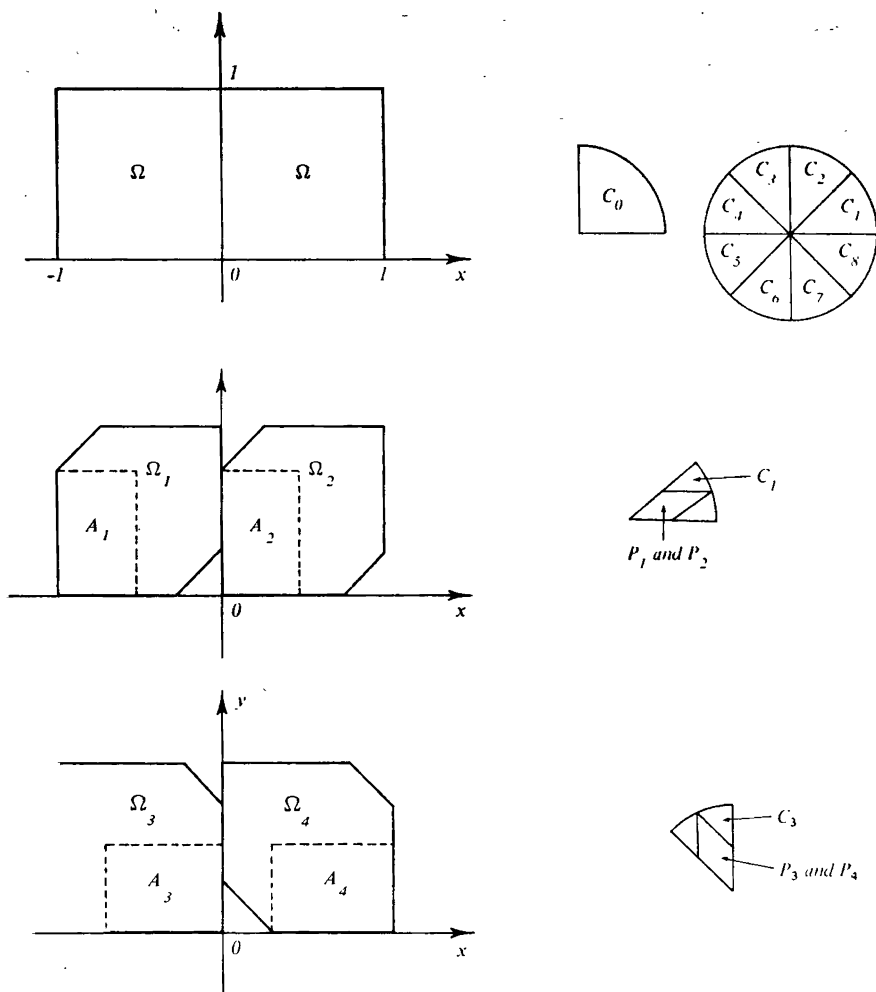 1
Ω Ω
C0
C3 C2
C4 C1
C5 C8
C6 C7
-1 0 1 x
Ω1 Ω2
A1 A2
C1
P1 and P2
0 x
y
Ω3 Ω4
A3 A4
C3
P3 and P4
0 x